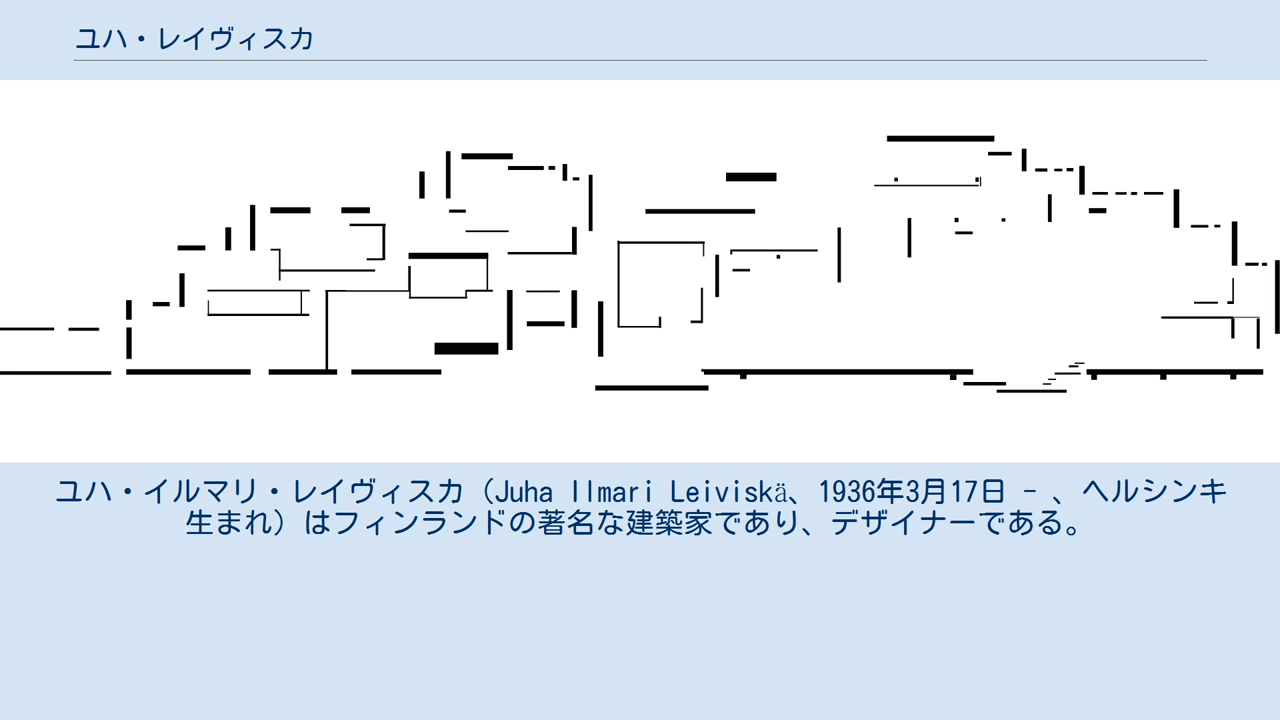 ユハ・レイヴィスカ
ユハ・イルマリ・レイヴィスカ（Juha Ilmari Leiviskä、1936年3月17日 - 、ヘルシンキ
生まれ）はフィンランドの著名な建築家であり、デザイナーである。